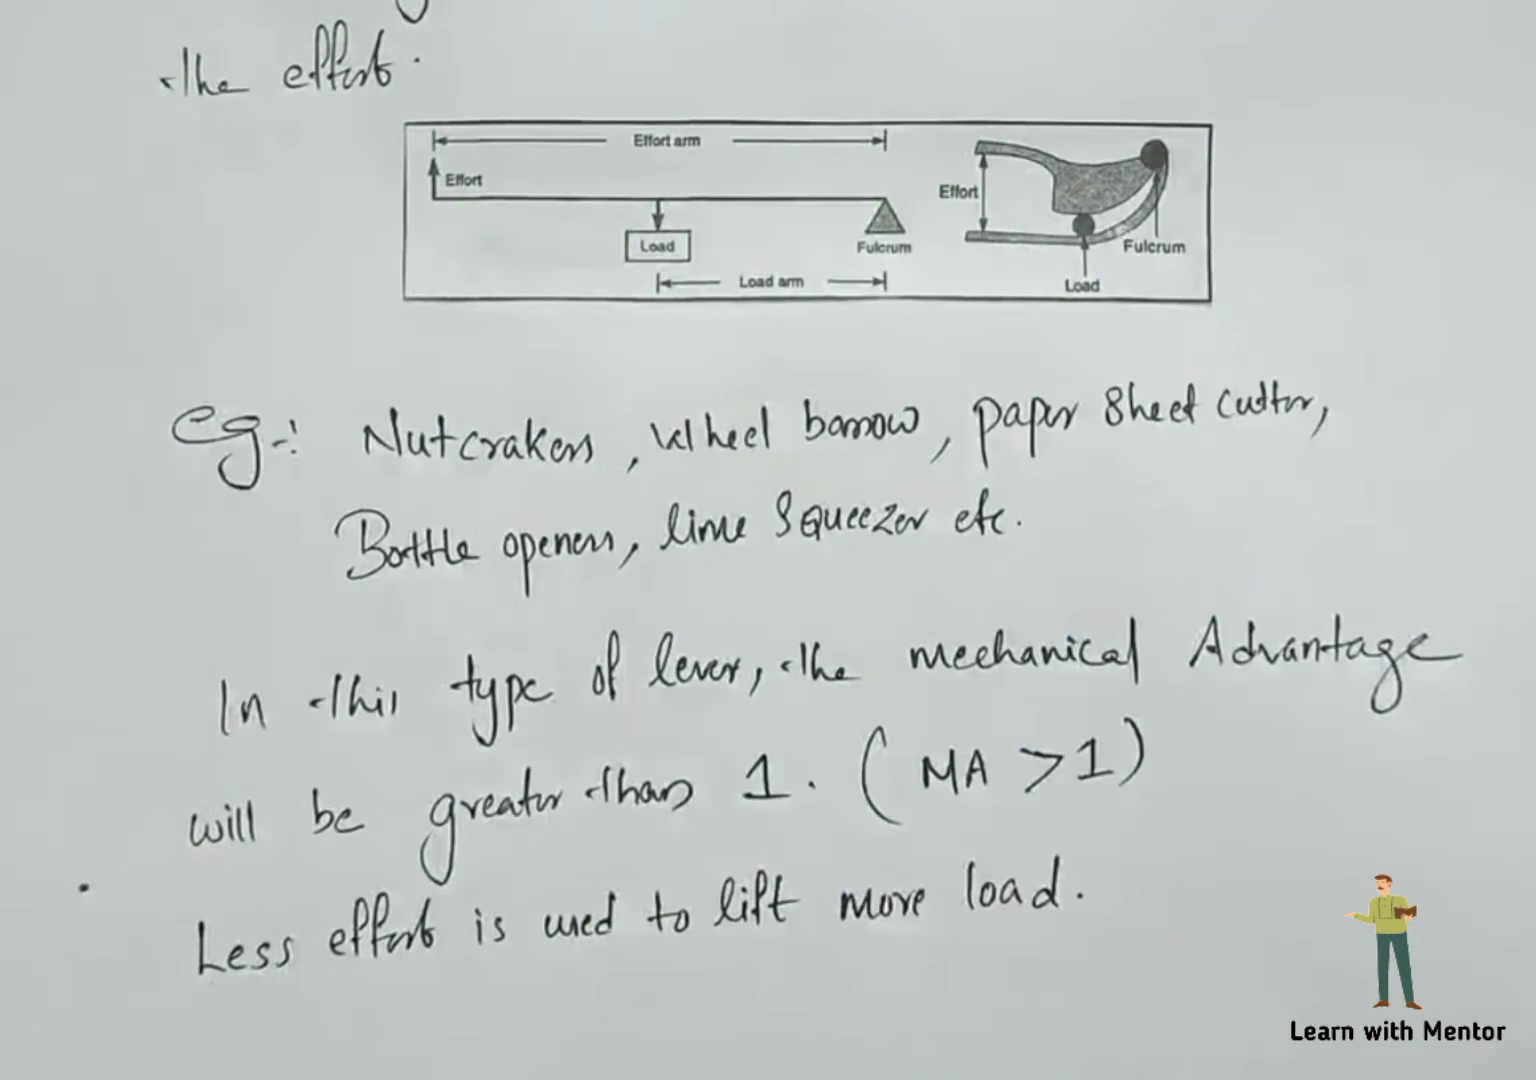 the effort.
Effort arm
Effort
Effort
Load
Fulcrum
Fulcrum
Load arm
Load
eg:- Nutcrakers, Wheel barrow, paper sheet cutter,
Bottle openers, lime squeezer etc.
In this type of lever, the mechanical Advantage
will be greater than 1. ( MA >1)
Less effort is used to lift more load.
Learn with Mentor